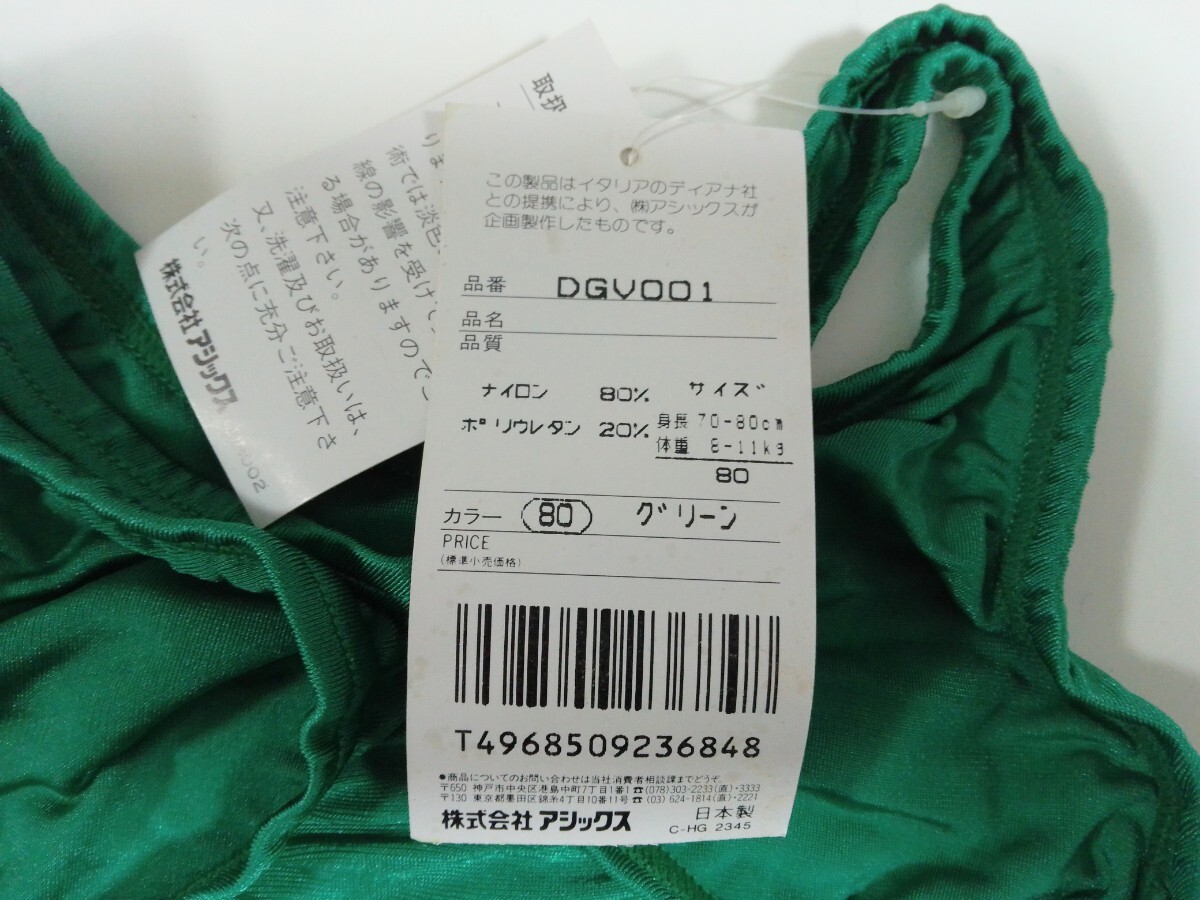 この製品はイタリアのディアナ社
との提携により、㈱アシックスが
企画製作したものです。
品番 DGV001
品名
品質
ナイロン 80% サイズ
ポリウレタン 20% 身長 70-80cm
体重 8-11kg
80
カラー 80 グリーン
PRICE
(標準小売価格)
T4968509236848
●商品についてのお問い合わせは当社消費者相談課までどうぞ。
〒650 神戸市中央区港島中町7丁目1番1 ☎(078)303-2233(直)・3333
〒130 東京都墨田区錦糸4丁目10番11号 ☎(03)624-1814(直)・2221
株式会社 アシックス 日本製
C-HG 2345
取扱
りま
術では淡色、
線の影響を受けて、
る場合がありますのでご
注意下さい。
又、洗濯及びお取扱いは、
次の点に充分ご注意下さ
い。
株式会社 アシックス
002